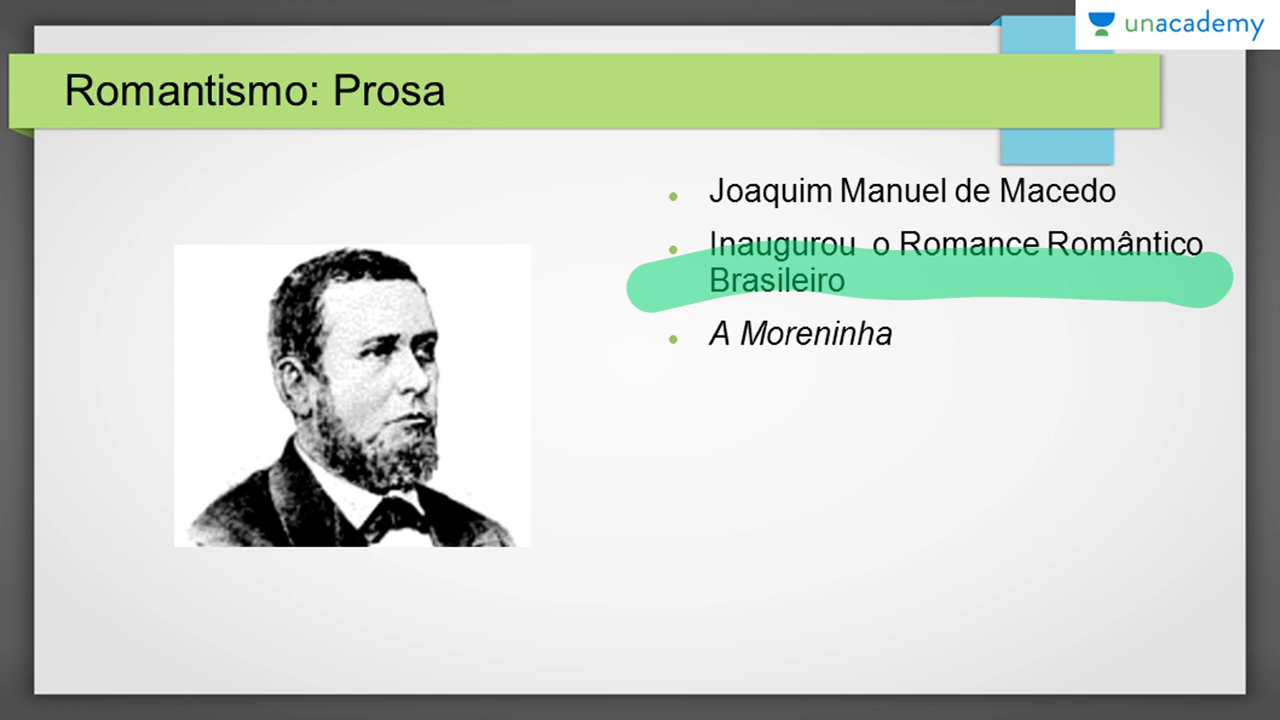 unacademy
Romantismo: Prosa
Joaquim Manuel de Macedo
Inaugurou o Romance Romântico
Brasileiro
A Moreninha